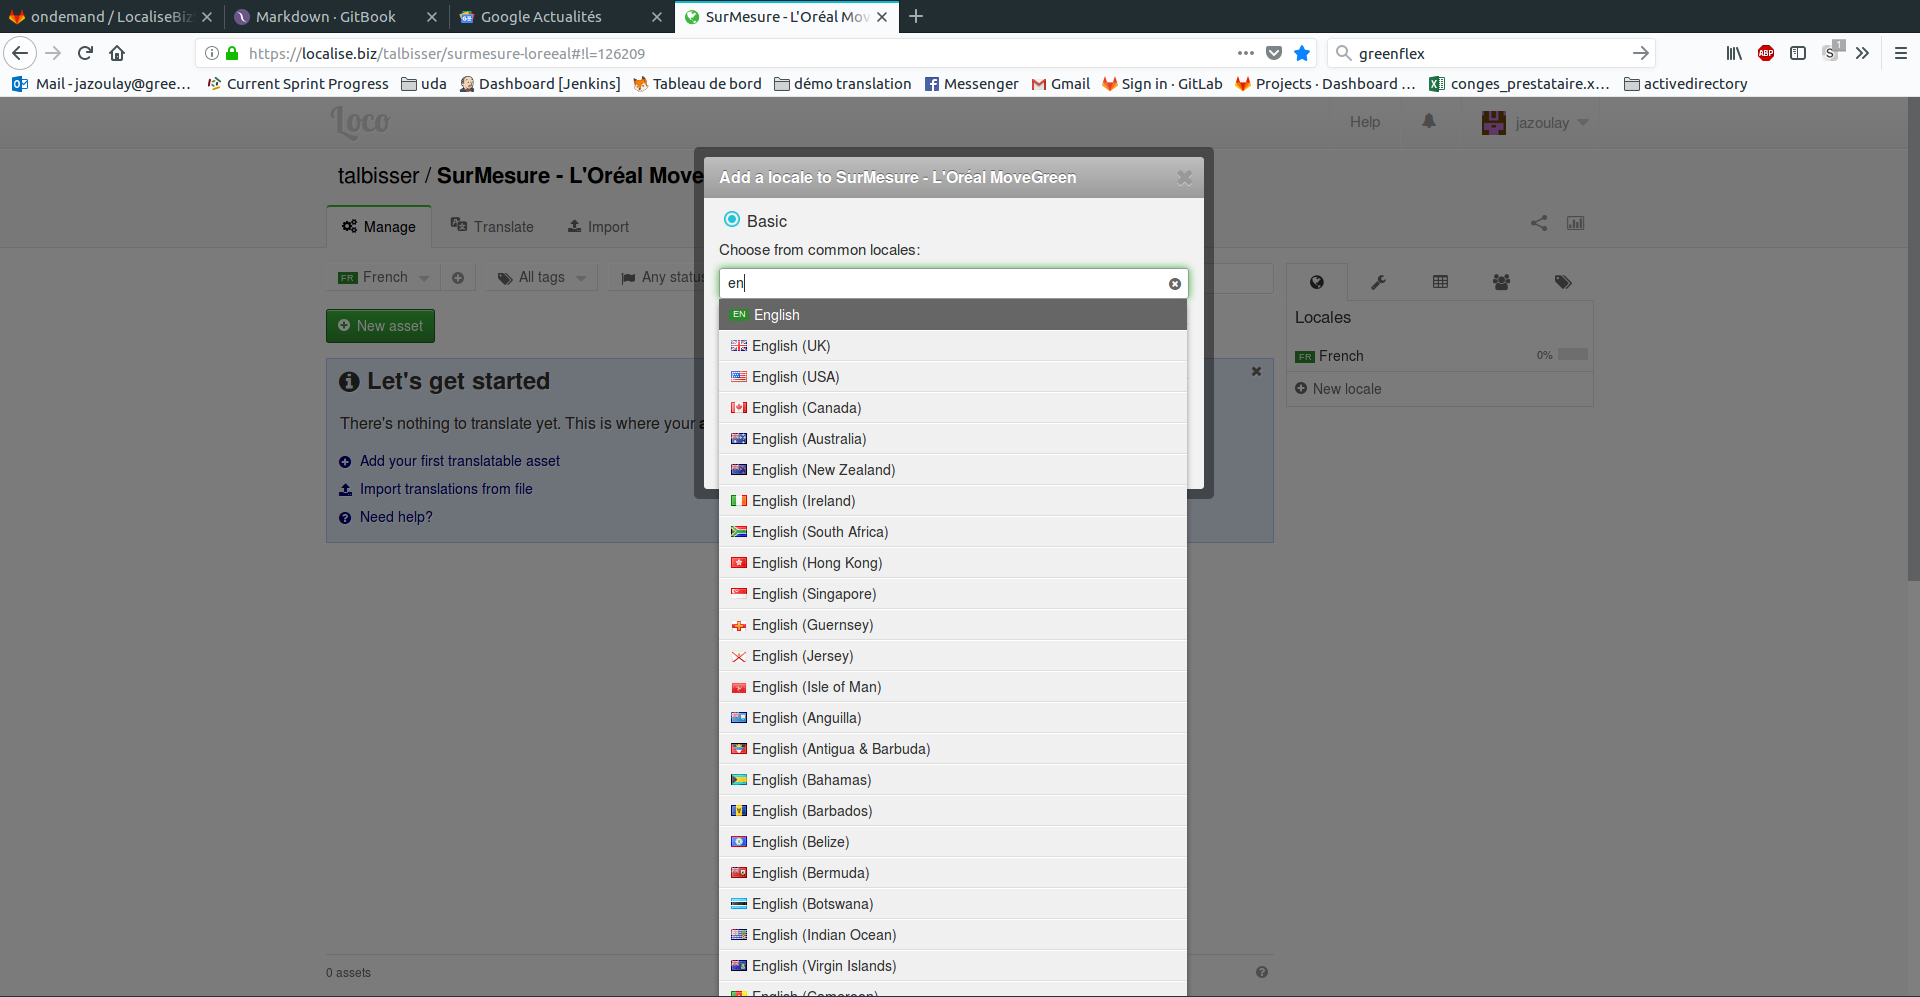 ondemand / LocaliseBiz
Markdown · GitBook
Google Actualités
SurMesure - L'Oréal Mov
https://localise.biz/talbisser/surmesure-loreeal#!l=126209
greenflex
ABP
S
1
Mail - jazoulay@gree…
Current Sprint Progress
uda
Dashboard [Jenkins]
Tableau de bord
démo translation
Messenger
Gmail
Sign in · GitLab
Projects · Dashboard …
conges_prestataire.x…
activedirectory
Loco
Help
jazoulay
talbisser / SurMesure - L'Oréal Move
Manage
Translate
Import
FR French
All tags
Any statu
New asset
Let's get started
There's nothing to translate yet. This is where your a
Add your first translatable asset
Import translations from file
Need help?
Add a locale to SurMesure - L'Oréal MoveGreen
Basic
Choose from common locales:
en
EN English
English (UK)
English (USA)
English (Canada)
English (Australia)
English (New Zealand)
English (Ireland)
English (South Africa)
English (Hong Kong)
English (Singapore)
English (Guernsey)
English (Jersey)
English (Isle of Man)
English (Anguilla)
English (Antigua & Barbuda)
English (Bahamas)
English (Barbados)
English (Belize)
English (Bermuda)
English (Botswana)
English (Indian Ocean)
English (Virgin Islands)
English (Cameroon)
Locales
FR French
0%
New locale
0 assets